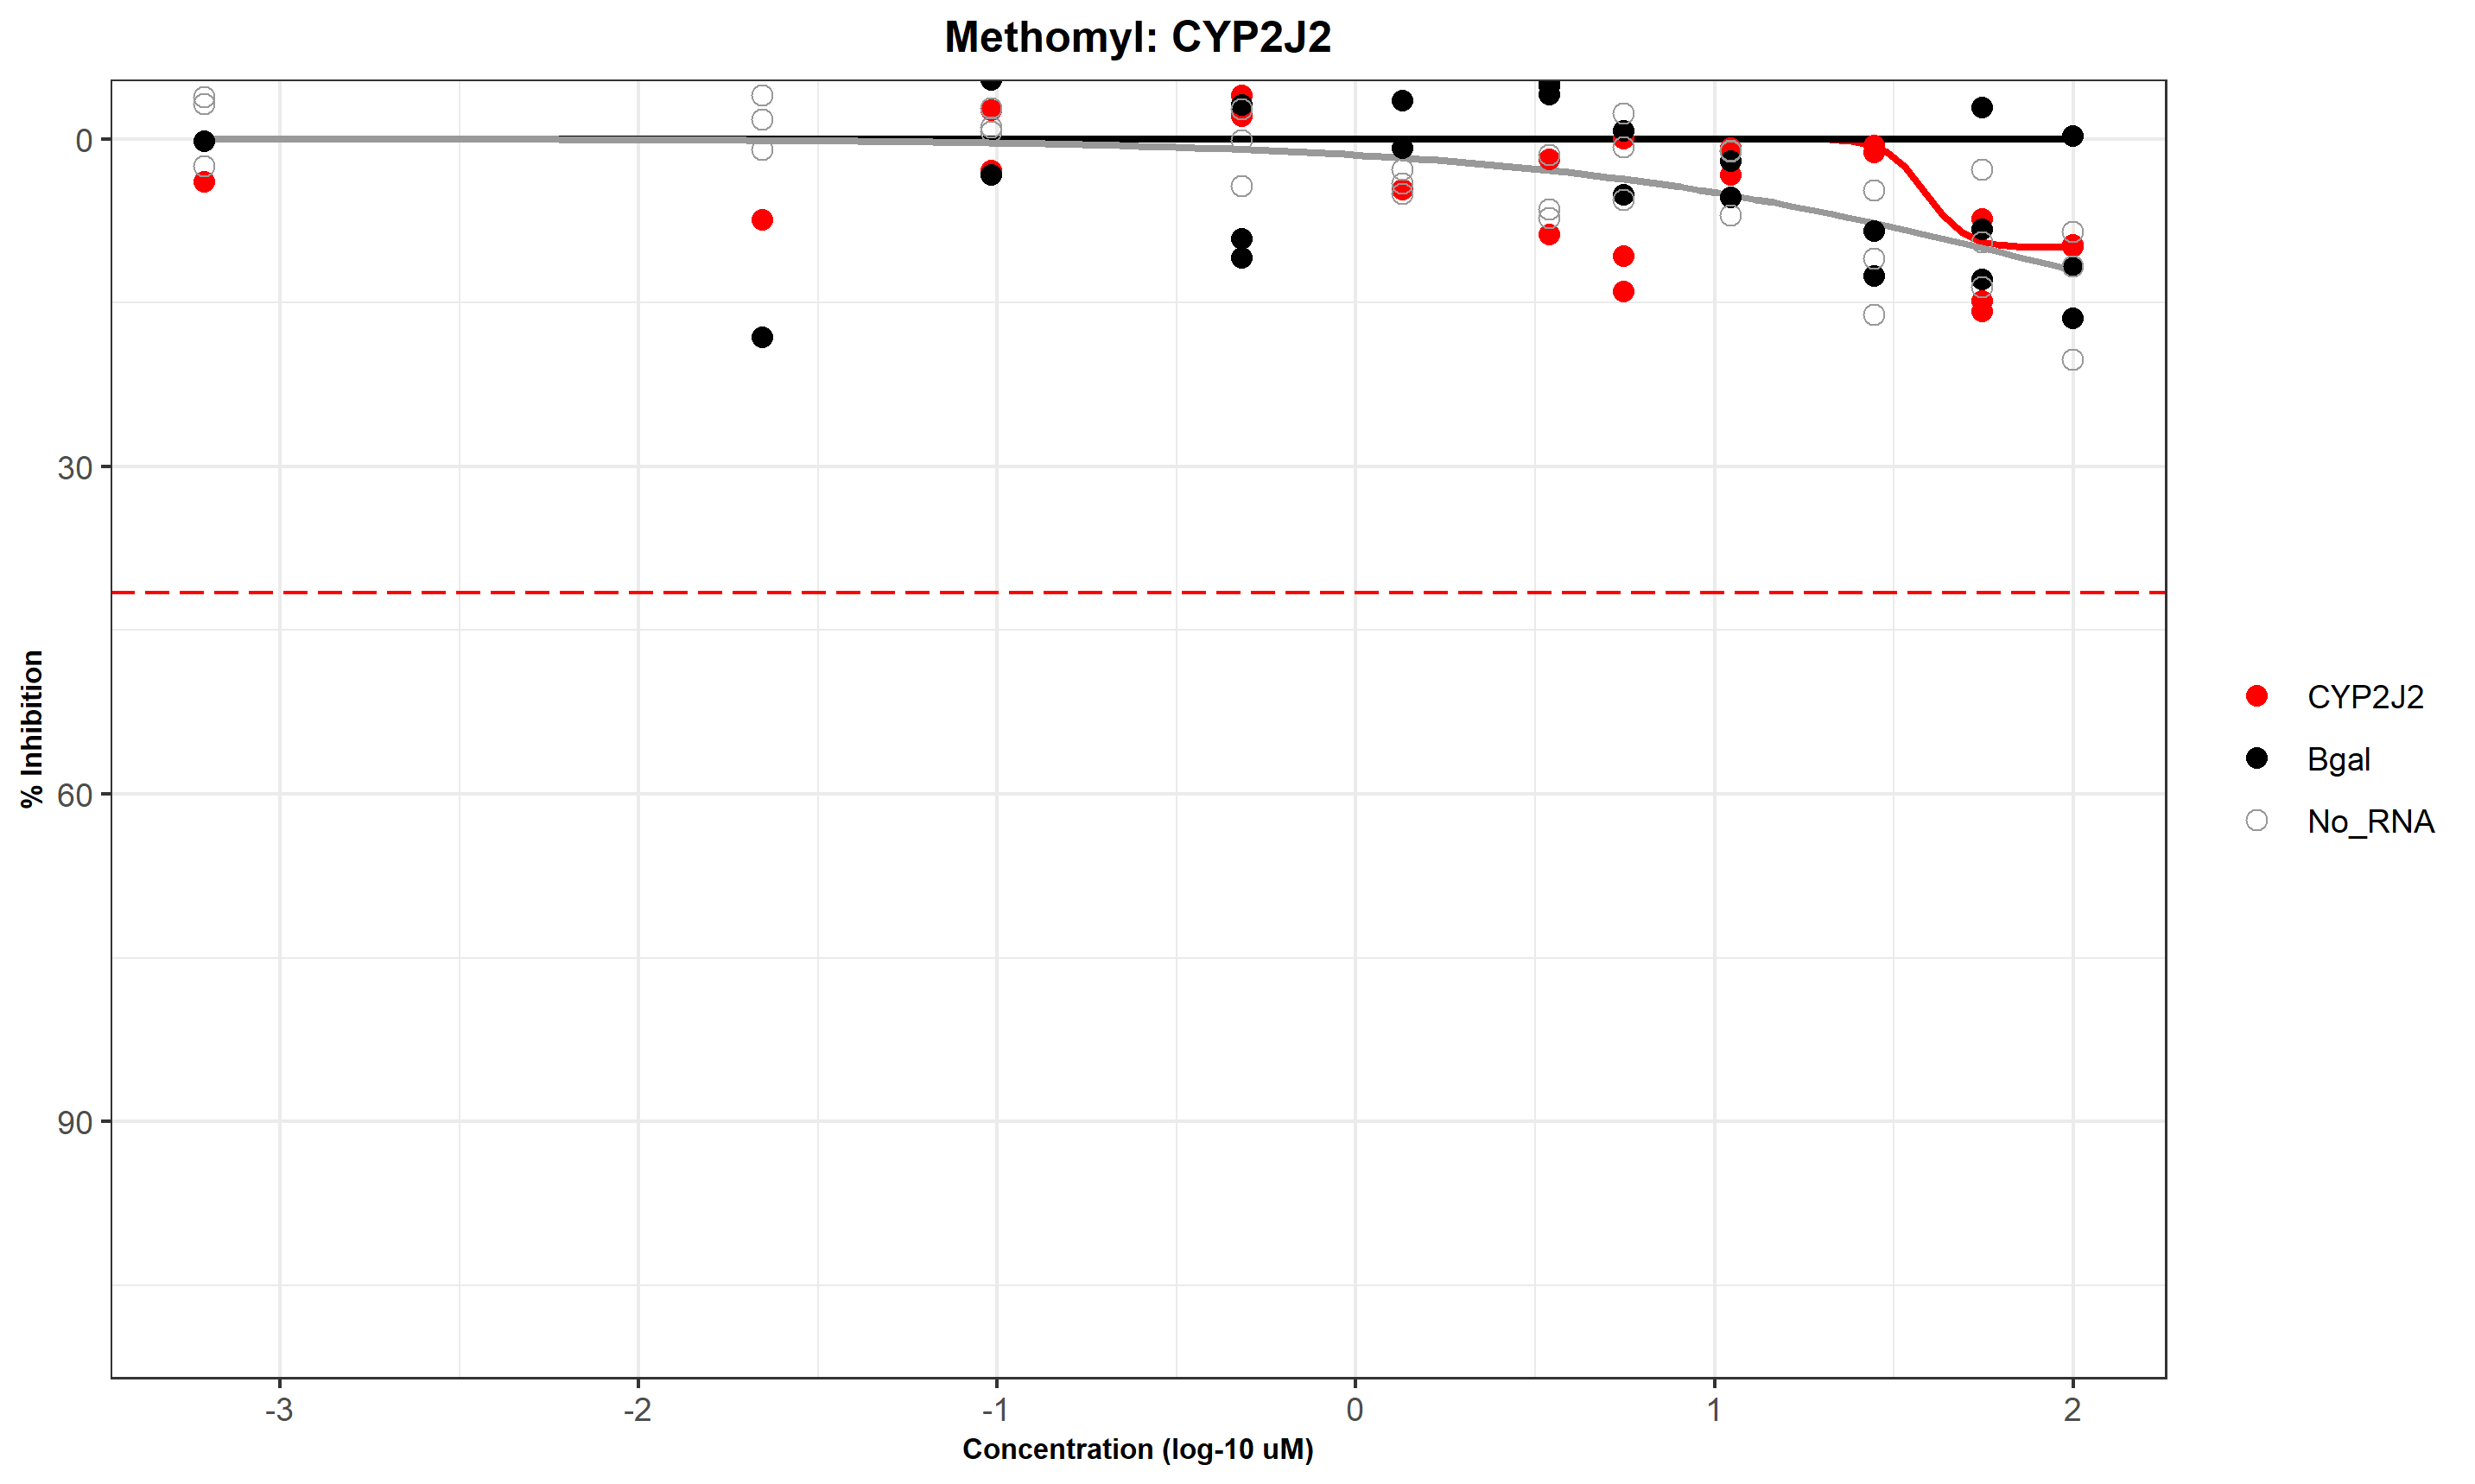 Methomyl: CYP2J2
% Inhibition
0
30
60
90
-3
-2
-1
0
1
2
Concentration (log-10 uM)
CYP2J2
Bgal
No_RNA